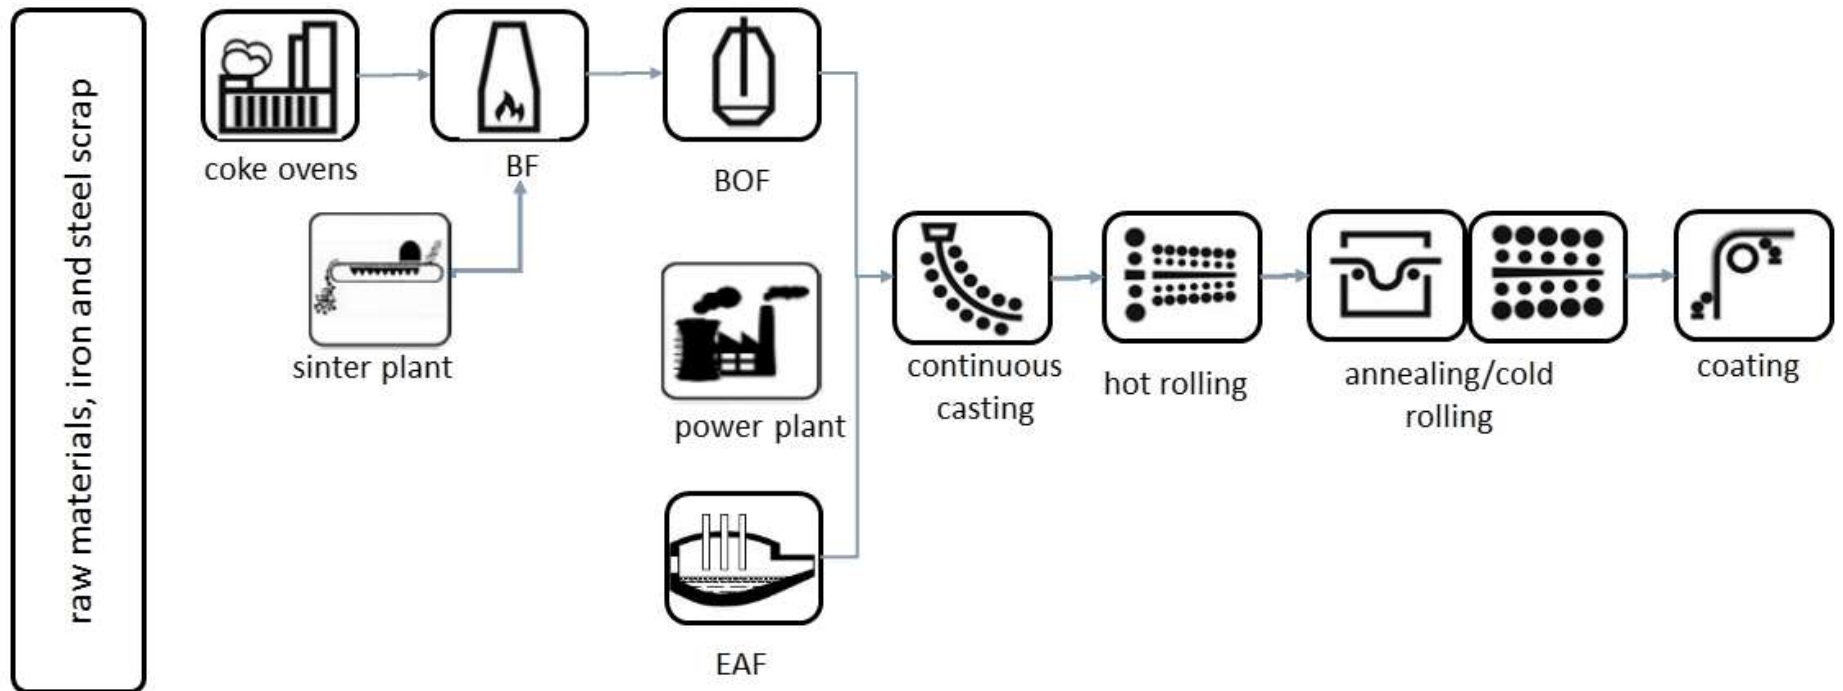 raw materials, iron and steel scrap
coke ovens
BF
BOF
sinter plant
power plant
EAF
continuous
casting
hot rolling
annealing/cold
rolling
coating